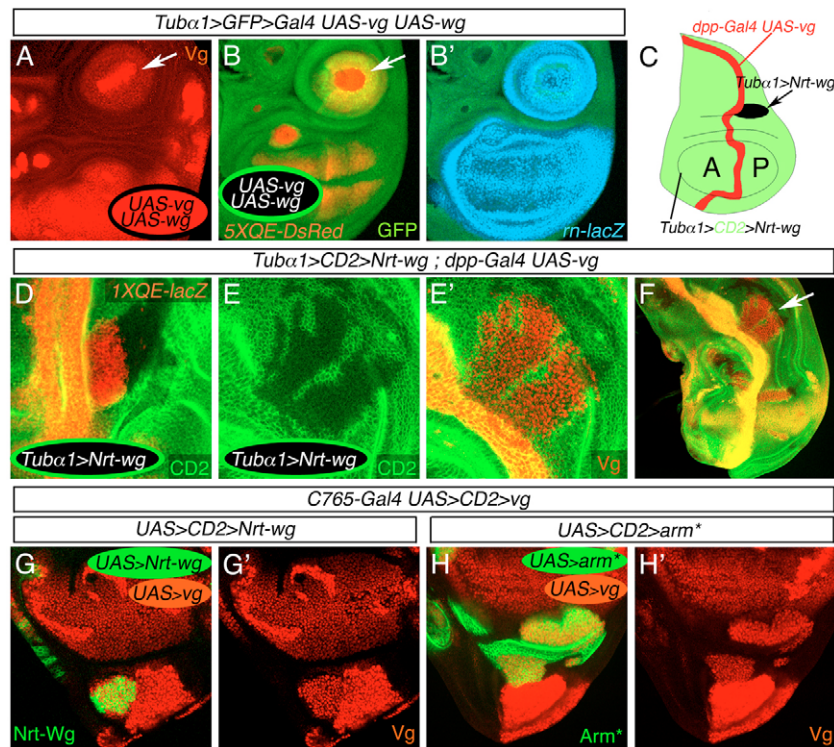 Tubα1>GFP>Gal4 UAS-vg UAS-wg
A
Vg
UAS-vg
UAS-wg
B
UAS-vg
UAS-wg
5XQE-DsRed
GFP
B'
rn-lacZ
C
dpp-Gal4 UAS-vg
Tubα1>Nrt-wg
A
P
Tubα1>CD2>Nrt-wg
Tubα1>CD2>Nrt-wg ; dpp-Gal4 UAS-vg
D
1XQE-lacZ
Tubα1>Nrt-wg
CD2
E
Tubα1>Nrt-wg
CD2
E'
Vg
F
C765-Gal4 UAS>CD2>vg
UAS>CD2>Nrt-wg
UAS>CD2>arm*
G
UAS>Nrt-wg
UAS>vg
Nrt-Wg
G'
Vg
H
UAS>arm*
UAS>vg
Arm*
H'
Vg